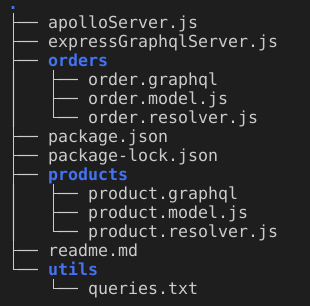 .
├── apolloServer.js
├── expressGraphqlServer.js
├── orders
│   ├── order.graphql
│   ├── order.model.js
│   └── order.resolver.js
├── package.json
├── package-lock.json
├── products
│   ├── product.graphql
│   ├── product.model.js
│   └── product.resolver.js
├── readme.md
└── utils
    └── queries.txt